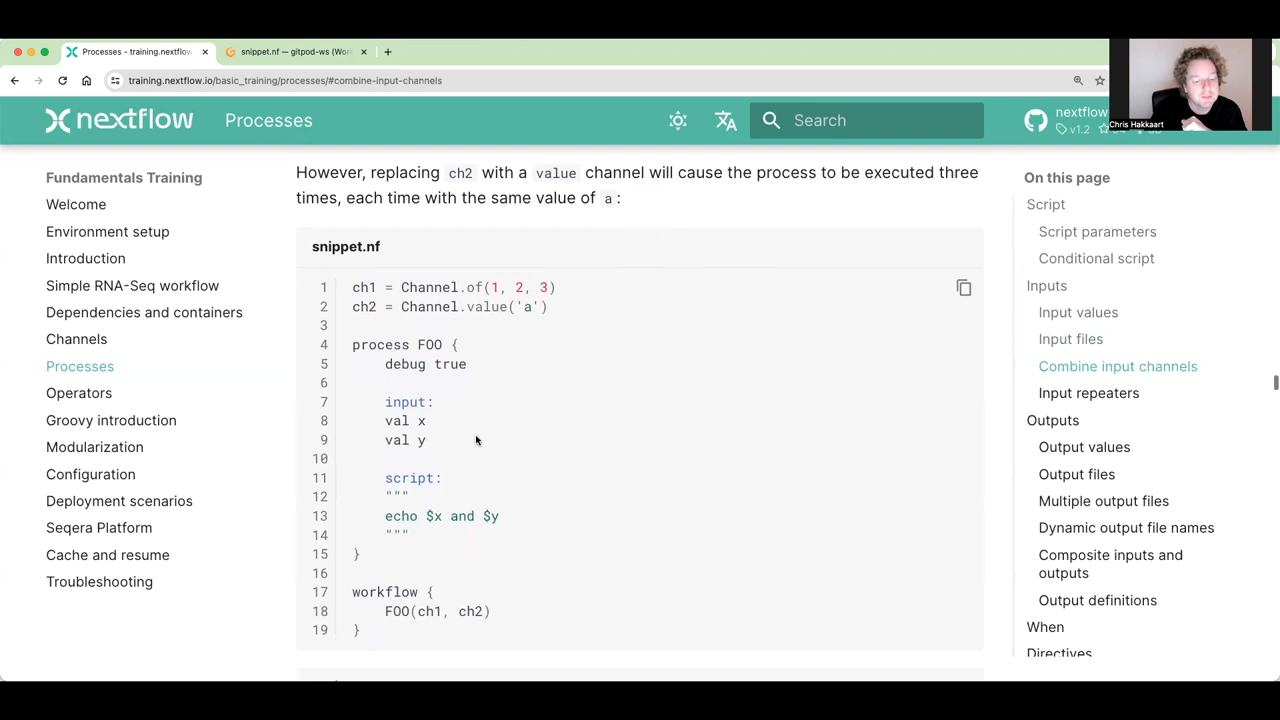 Processes - training.nextflow
snippet.nf — gitpod-ws (Wor
training.nextflow.io/basic_training/processes/#combine-input-channels
nextflow
Processes
Search
nextflow
v1.2
Chris Hakkaart
Fundamentals Training
Welcome
Environment setup
Introduction
Simple RNA-Seq workflow
Dependencies and containers
Channels
Processes
Operators
Groovy introduction
Modularization
Configuration
Deployment scenarios
Seqera Platform
Cache and resume
Troubleshooting
However, replacing ch2 with a value channel will cause the process to be executed three
times, each time with the same value of a :
snippet.nf
1 ch1 = Channel.of(1, 2, 3)
2 ch2 = Channel.value('a')
3
4 process FOO {
5 debug true
6
7 input:
8 val x
9 val y
10
11 script:
12 """
13 echo $x and $y
14 """
15 }
16
17 workflow {
18 FOO(ch1, ch2)
19 }
On this page
Script
Script parameters
Conditional script
Inputs
Input values
Input files
Combine input channels
Input repeaters
Outputs
Output values
Output files
Multiple output files
Dynamic output file names
Composite inputs and
outputs
Output definitions
When
Directives